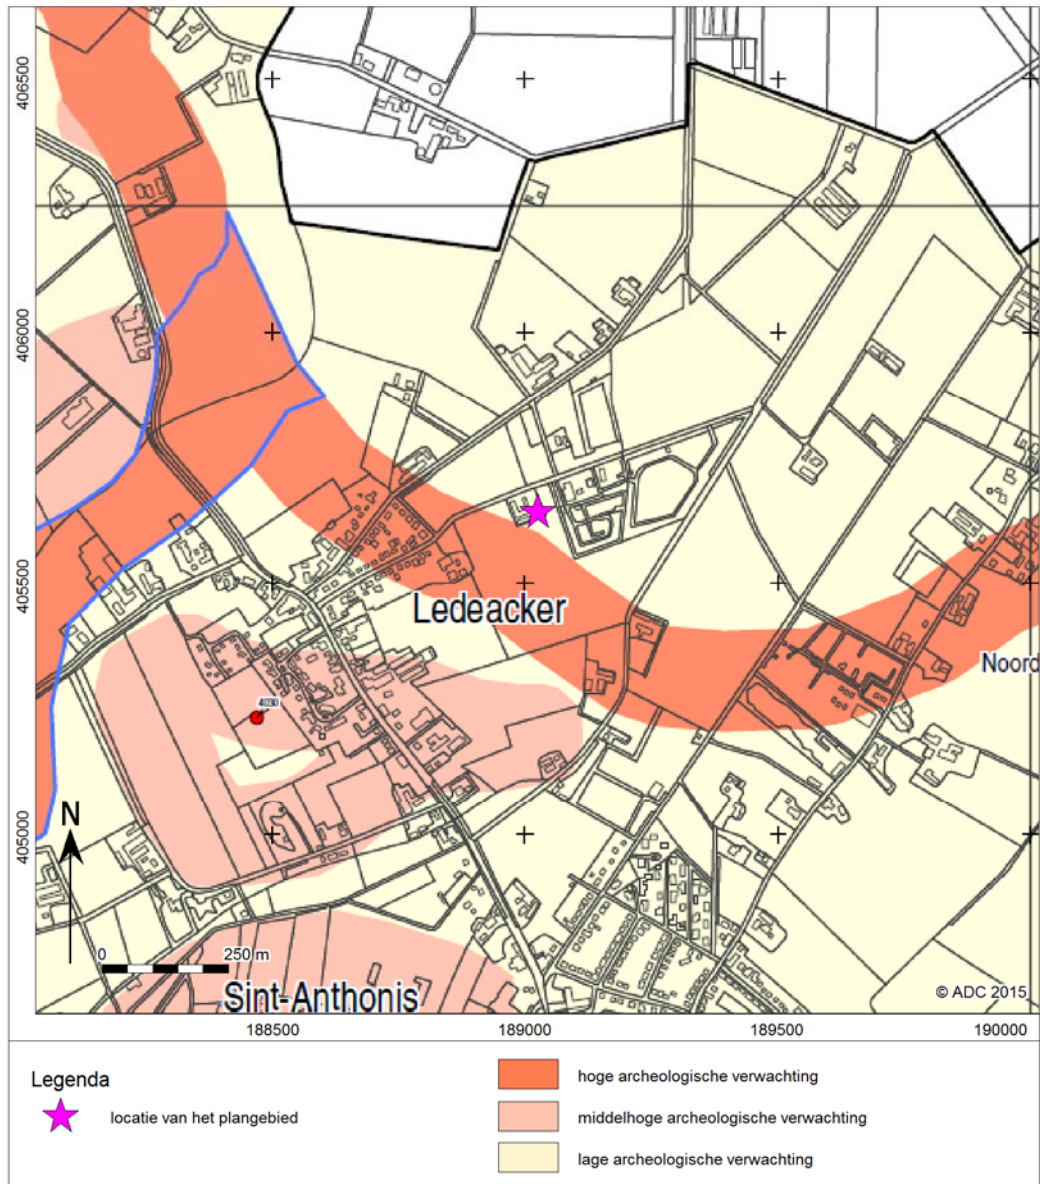 406500
406000
405500
405000
Ledeacker
Noord
N
0 250 m
Sint-Anthonis
© ADC 2015
188500 189000 189500 190000
Legenda
locatie van het plangebied
hoge archeologische verwachting
middelhoge archeologische verwachting
lage archeologische verwachting